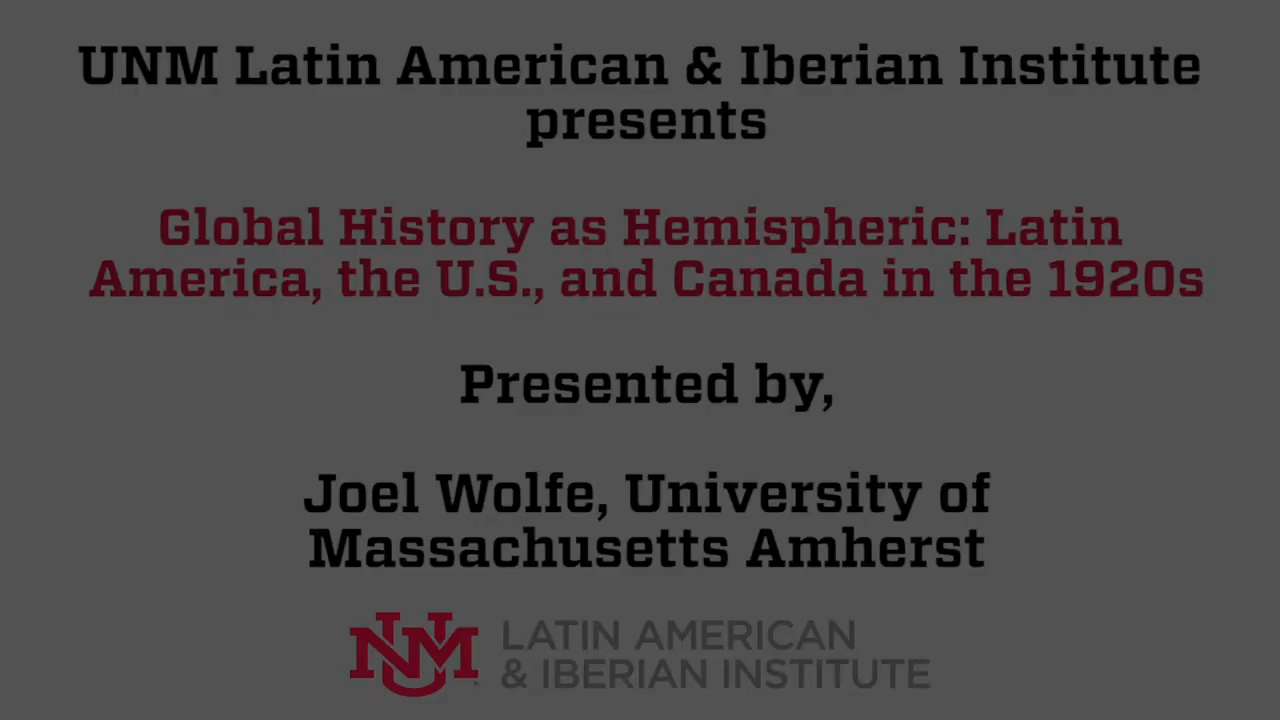 UNM Latin American & Iberian Institute
presents
Global History as Hemispheric: Latin
America, the U.S., and Canada in the 1920s
Presented by,
Joel Wolfe, University of
Massachusetts Amherst
UNM
LATIN AMERICAN
& IBERIAN INSTITUTE